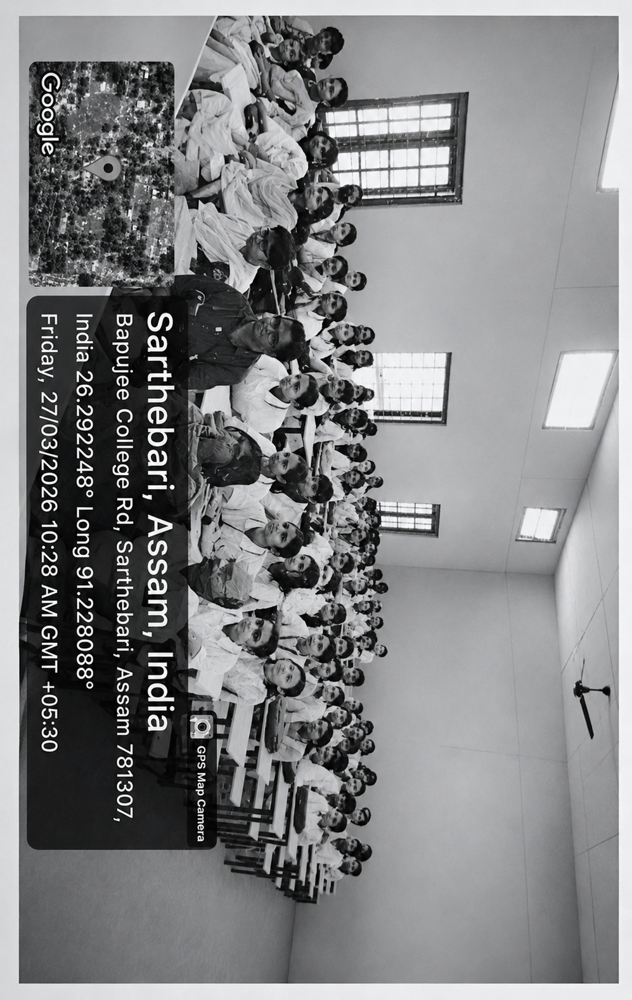 Google
GPS Map Camera
Sarthebari, Assam, India
Bapujee College Rd, Sarthebari, Assam 781307,
India 26.292248° Long 91.228088°
Friday, 27/03/2026 10:28 AM GMT +05:30